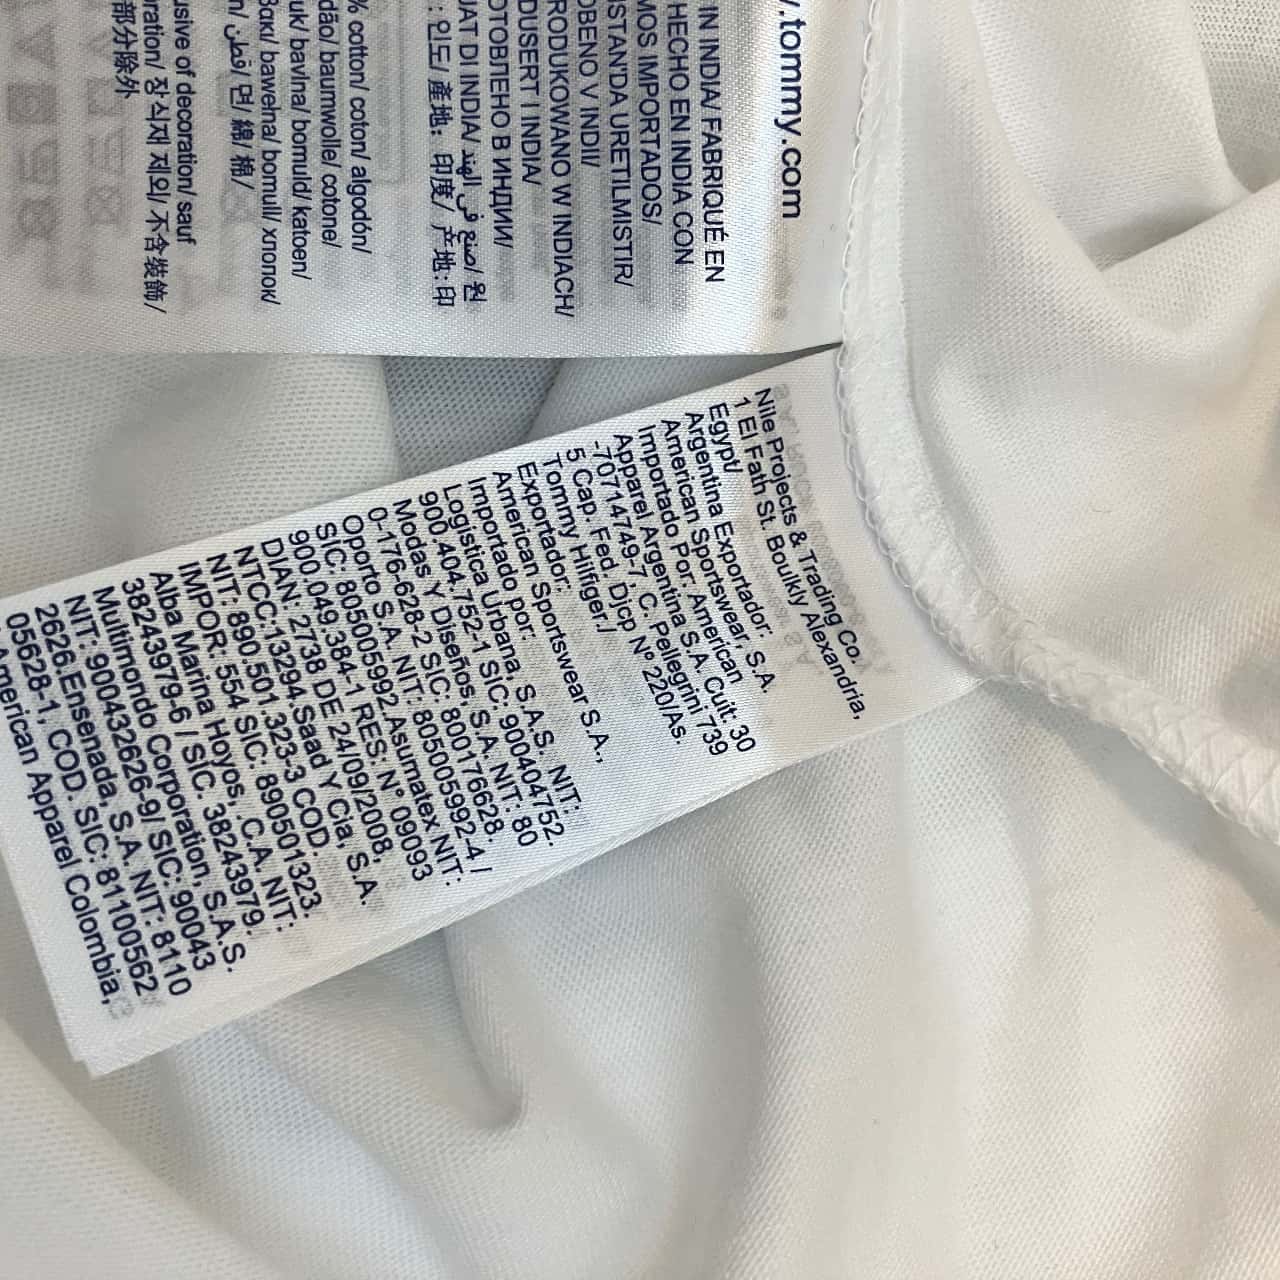 .tommy.com
IN INDIA/ FABRIQUÉ EN
HECHO EN INDIA CON
MOS IMPORTADOS/
ISTAN'DA URETILMISTIR/
OBENO V INDII/
RODUKOWANO W INDIACH/
DUSERT I INDIA/
ОТОВЛЕНО В ИНДИИ/
UAT DI INDIA/ صنع في الهند/ 원
: 인도/ 產地: 印度/ 产地: 印
% cotton/ coton/ algodón/
dão/ baumwolle/ cotone/
uk/ bavlna/ bomuld/ katoen/
βακι/ bawełna/ bomull/ хлопок/
n/ قطن/ 면/ 綿/ 棉/
usive of decoration/ sauf
ration/ 장식재 제외/ 不含裝飾/
部分除外
Nile Projects & Trading Co.
1 El Fath St. Boulkly Alexandria,
Egypt/
Argentina Exportador:
American Sportswear, S.A.
Importado Por: American
Apparel Argentina S.A. Cuit: 30
-70714749-7, C. Pellegrini 739
5 Cap. Fed. Djcp Nº 220/As.
Tommy Hilfiger./
Exportador:
American Sportswear S.A.,
Importado por:
Logistica Urbana, S.A.S. NIT:
900.404.752-1 SIC: 900404752.
Modas Y Diseños, S.A. NIT: 80
0-176-628-2 SIC: 800176628.
Oporto S.A. NIT: 805005992-4 /
SIC: 805005992.Asumatex NIT:
900.049.384-1 RES: Nº 09093
DIAN: 2738 DE 24/09/2008,
NTCC:13294.Saad Y Cia, S.A.
NIT: 890.501.323-3 COD.
IMPOR: 554 SIC: 890501323.
Alba Marina Hoyos, .C.A. NIT:
38243979-6 / SIC. 38243979.
Multimondo Corporation, S.A.S.
NIT: 900432626-9/ SIC: 90043
2626.Ensenada, S.A. NIT: 8110
05628-1, COD. SIC: 81100562
American Apparel Colombia,